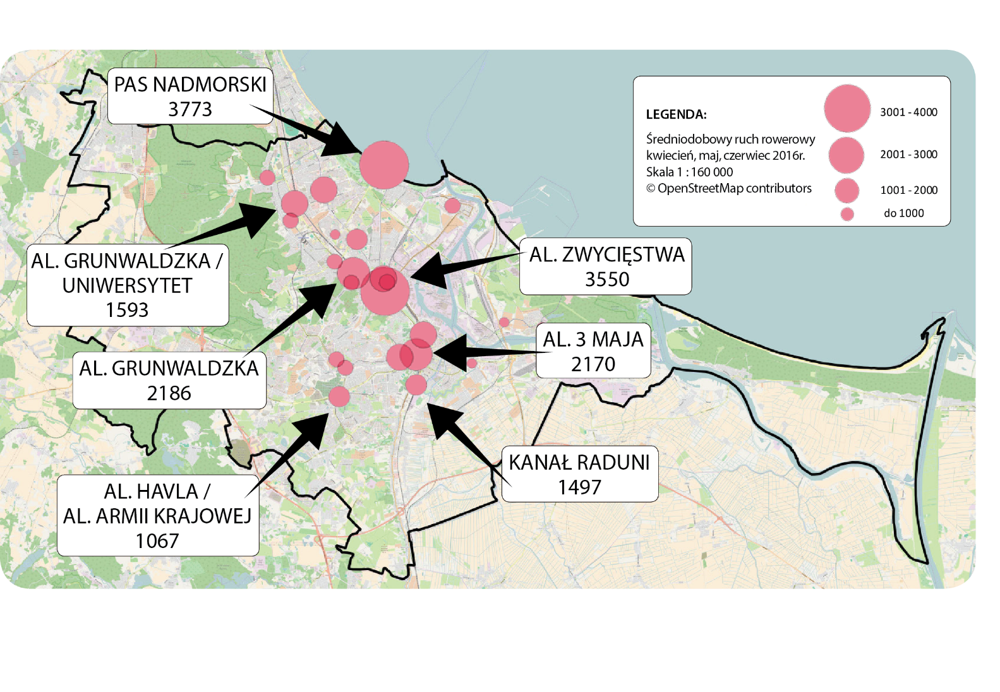 PAS NADMORSKI
3773
LEGENDA:
Średniodobowy ruch rowerowy
kwiecień, maj, czerwiec 2016r.
Skala 1 : 160 000
© OpenStreetMap contributors
3001 - 4000
2001 - 3000
1001 - 2000
do 1000
AL. GRUNWALDZKA /
UNIWERSYTET
1593
AL. ZWYCIĘSTWA
3550
AL. GRUNWALDZKA
2186
AL. 3 MAJA
2170
KANAŁ RADUNI
1497
AL. HAVLA /
AL. ARMII KRAJOWEJ
1067